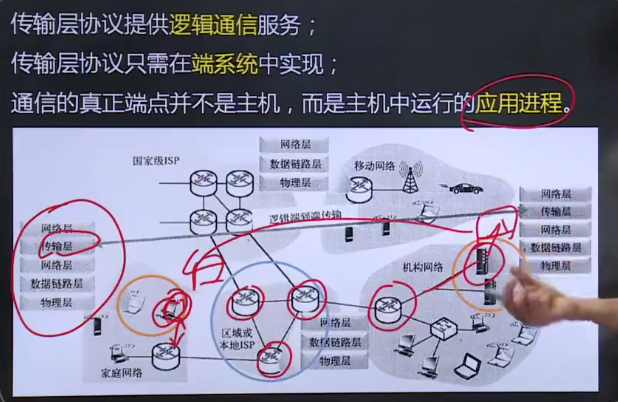 传输层协议提供逻辑通信服务；
传输层协议只需在端系统中实现；
通信的真正端点并不是主机，而是主机中运行的应用进程。
国家级ISP
网络层
数据链路层
物理层
移动网络
网络层
传输层
网络层
数据链路层
物理层
网络层
传输层
网络层
数据链路层
物理层
逻辑端到端传输
机构网络
区域或
本地ISP
网络层
数据链路层
物理层
家庭网络